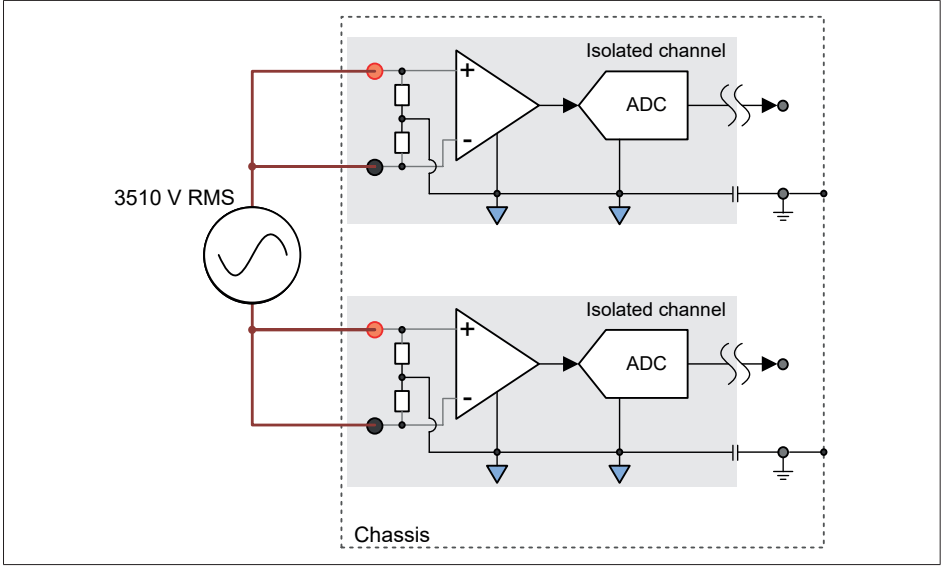 Isolated channel
+
ADC
-
3510 V RMS
Isolated channel
+
ADC
-
Chassis